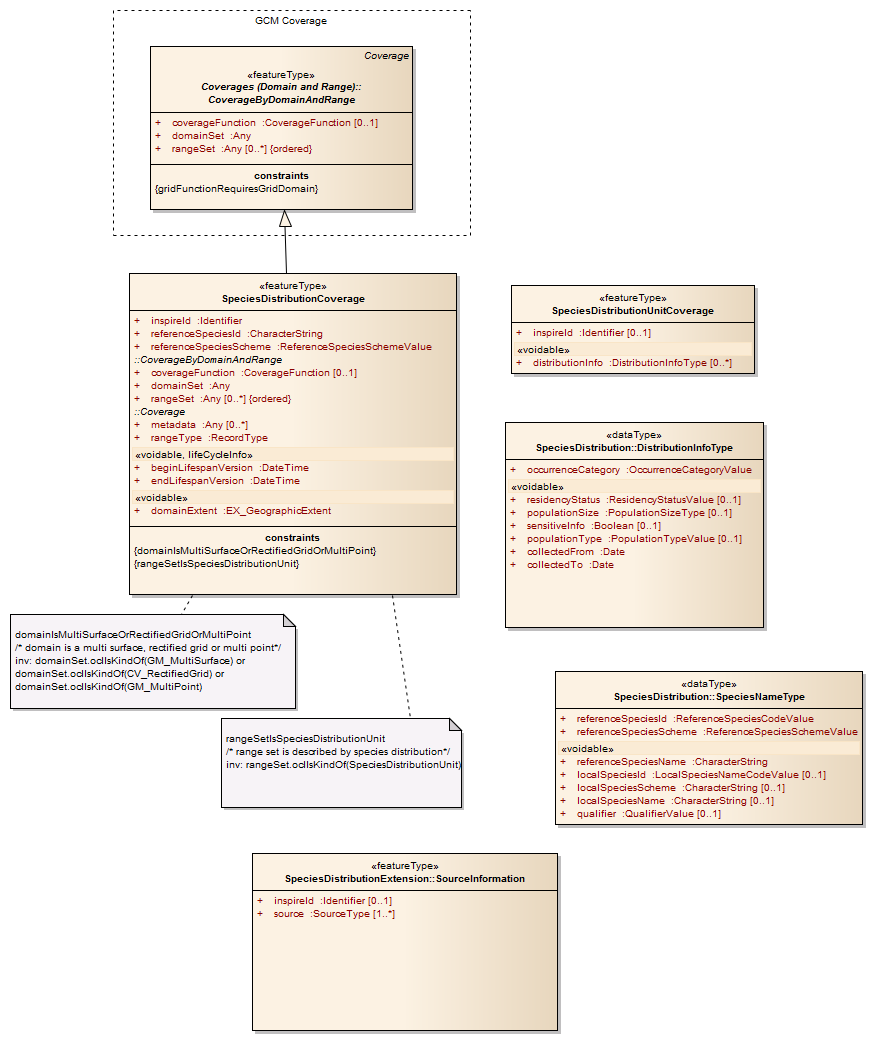 GCM Coverage
Coverage
«featureType»
Coverages (Domain and Range)::
CoverageByDomainAndRange
+ coverageFunction :CoverageFunction [0..1]
+ domainSet :Any
+ rangeSet :Any [0..*] {ordered}
constraints
{gridFunctionRequiresGridDomain}
«featureType»
SpeciesDistributionCoverage
+ inspireId :Identifier
+ referenceSpeciesId :CharacterString
+ referenceSpeciesScheme :ReferenceSpeciesSchemeValue
::CoverageByDomainAndRange
+ coverageFunction :CoverageFunction [0..1]
+ domainSet :Any
+ rangeSet :Any [0..*] {ordered}
::Coverage
+ metadata :Any [0..*]
+ rangeType :RecordType
«voidable, lifeCycleInfo»
+ beginLifespanVersion :DateTime
+ endLifespanVersion :DateTime
«voidable»
+ domainExtent :EX_GeographicExtent
constraints
{domainIsMultiSurfaceOrRectifiedGridOrMultiPoint}
{rangeSetIsSpeciesDistributionUnit}
«featureType»
SpeciesDistributionUnitCoverage
+ inspireId :Identifier [0..1]
«voidable»
+ distributionInfo :DistributionInfoType [0..*]
«dataType»
SpeciesDistribution::DistributionInfoType
+ occurrenceCategory :OccurrenceCategoryValue
«voidable»
+ residencyStatus :ResidencyStatusValue [0..1]
+ populationSize :PopulationSizeType [0..1]
+ sensitiveInfo :Boolean [0..1]
+ populationType :PopulationTypeValue [0..1]
+ collectedFrom :Date
+ collectedTo :Date
domainIsMultiSurfaceOrRectifiedGridOrMultiPoint
/* domain is a multi surface, rectified grid or multi point*/
inv: domainSet.oclIsKindOf(GM_MultiSurface) or
domainSet.oclIsKindOf(CV_RectifiedGrid) or
domainSet.oclIsKindOf(GM_MultiPoint)
rangeSetIsSpeciesDistributionUnit
/* range set is described by species distribution*/
inv: rangeSet.oclIsKindOf(SpeciesDistributionUnit)
«dataType»
SpeciesDistribution::SpeciesNameType
+ referenceSpeciesId :ReferenceSpeciesCodeValue
+ referenceSpeciesScheme :ReferenceSpeciesSchemeValue
«voidable»
+ referenceSpeciesName :CharacterString
+ localSpeciesId :LocalSpeciesNameCodeValue [0..1]
+ localSpeciesScheme :CharacterString [0..1]
+ localSpeciesName :CharacterString [0..1]
+ qualifier :QualifierValue [0..1]
«featureType»
SpeciesDistributionExtension::SourceInformation
+ inspireId :Identifier [0..1]
+ source :SourceType [1..*]